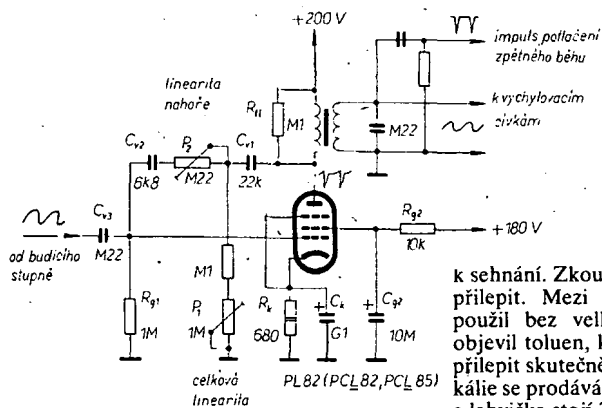 +200 V
impuls potlačení
zpětného běhu
linearita
nahoře
R11
M1
k vychylovacím
cívkám
M22
Cv2
P2
Cv1
6k8
M22
22k
Cv3
M22
od budicího
stupně
Rg2
10k
+180 V
M1
Rg1
1M
P1
1M
Rk
680
Ck
+
G1
Cg2
+
10M
celková
linearita
PL82 (PCL82, PCL 85)
k sehnání. Zkou
přilepit. Mezi
použil bez vel
objevil toluen, k
přilepit skutečně
kálie se prodává